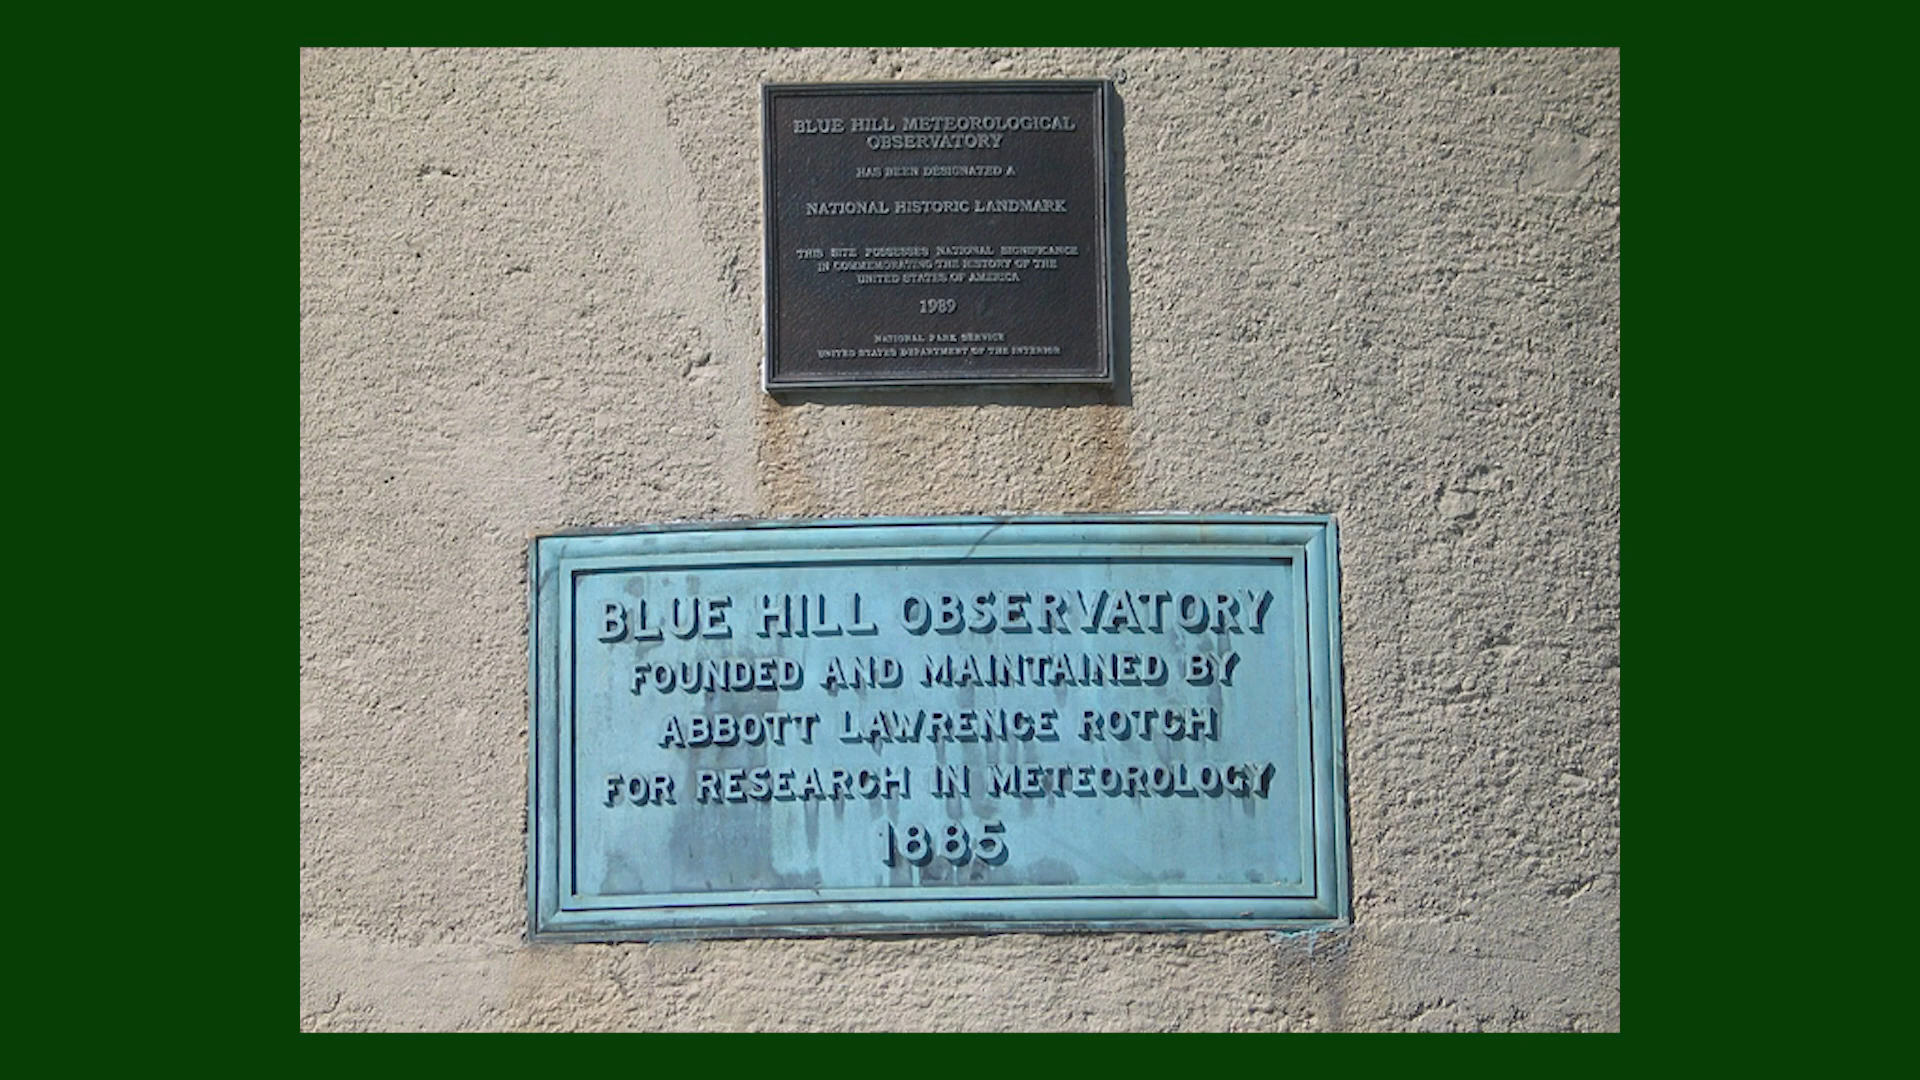 BLUE HILL METEOROLOGICAL
OBSERVATORY
HAS BEEN DESIGNATED A
NATIONAL HISTORIC LANDMARK
THIS SITE POSSESSES NATIONAL SIGNIFICANCE
IN COMMEMORATING THE HISTORY OF THE
UNITED STATES OF AMERICA
1989
NATIONAL PARK SERVICE
UNITED STATES DEPARTMENT OF THE INTERIOR
BLUE HILL OBSERVATORY
FOUNDED AND MAINTAINED BY
ABBOTT LAWRENCE ROTCH
FOR RESEARCH IN METEOROLOGY
1885